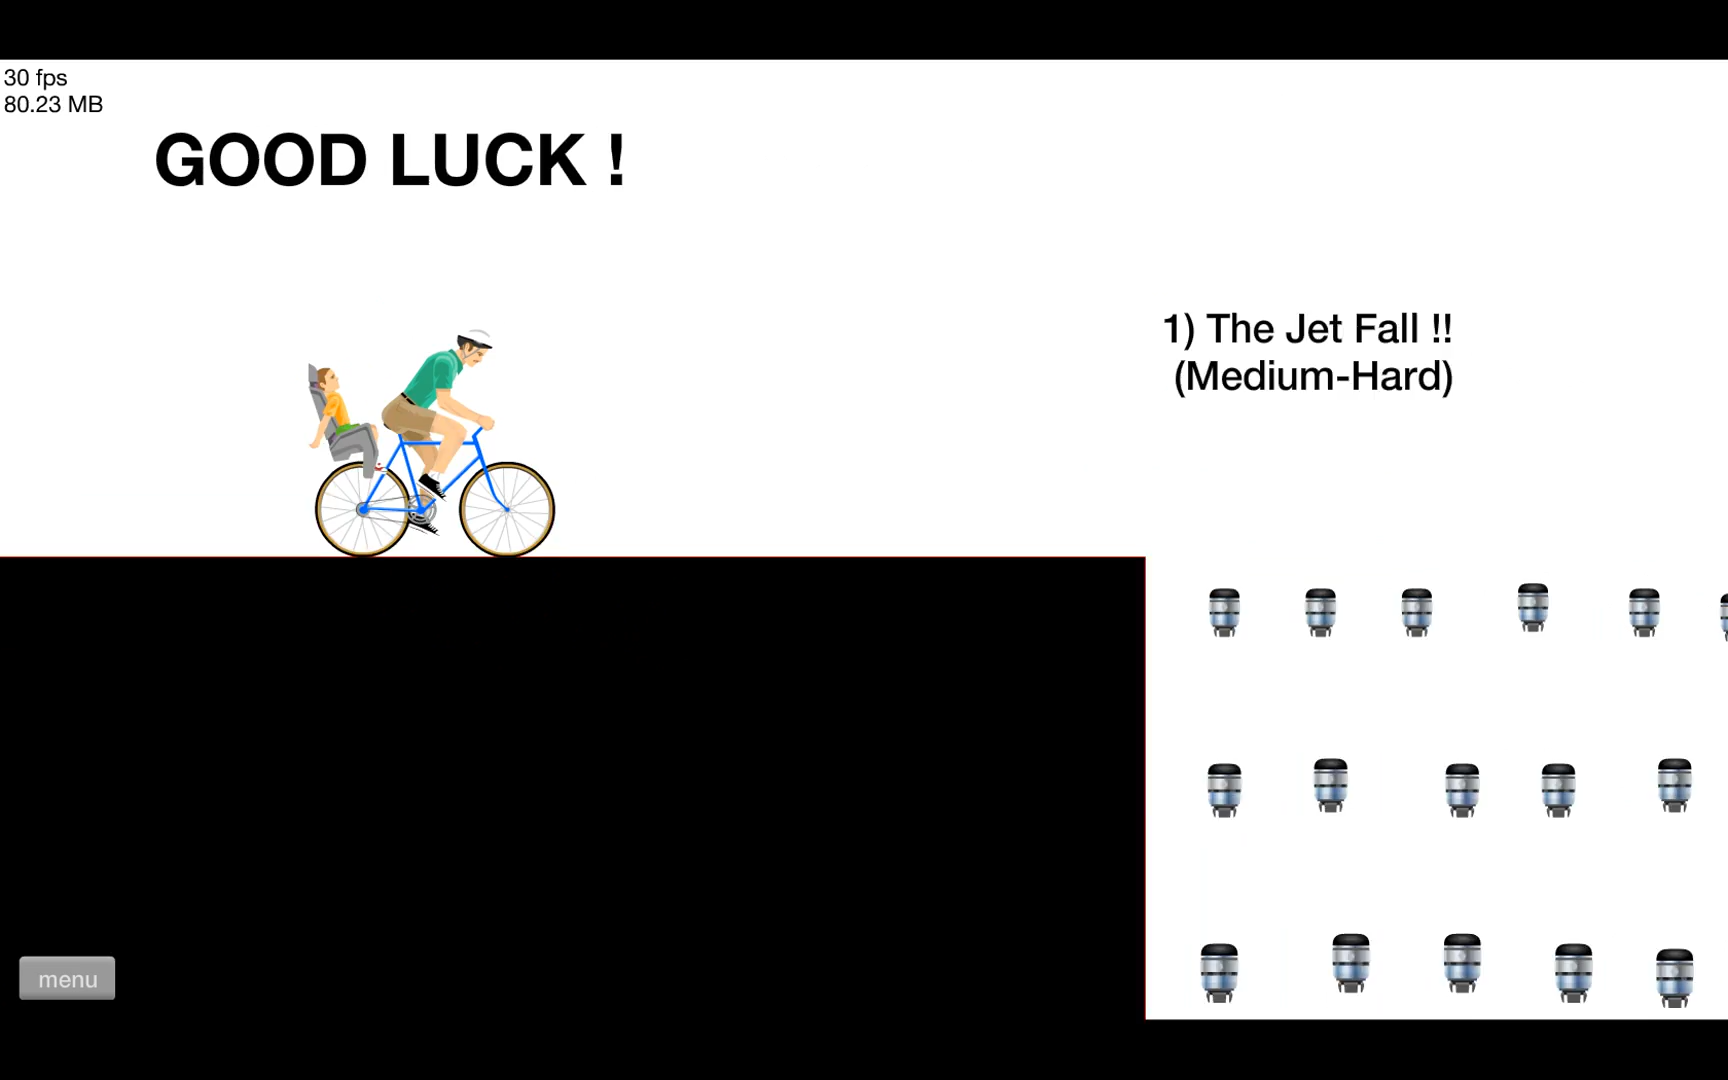 30 fps
80.23 MB
GOOD LUCK !
1) The Jet Fall !!
(Medium-Hard)
menu